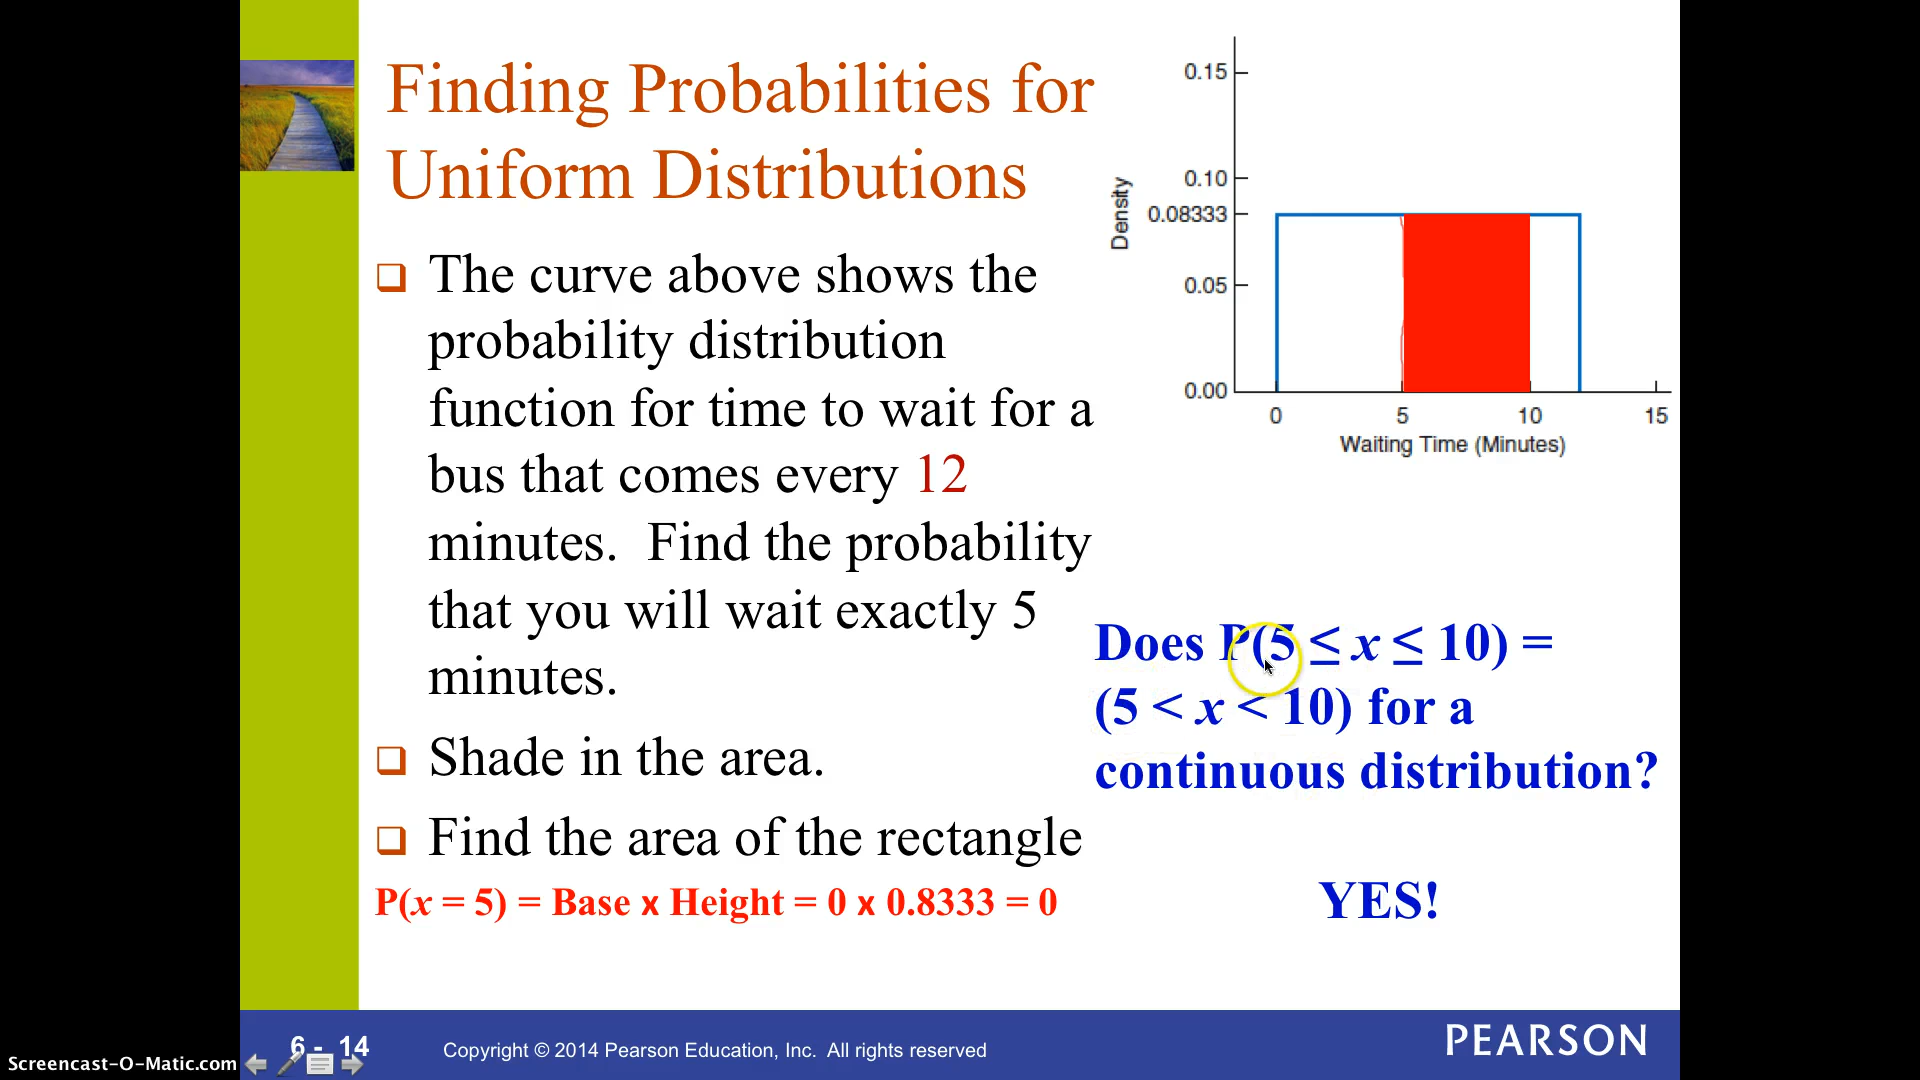 Finding Probabilities for
Uniform Distributions
The curve above shows the
probability distribution
function for time to wait for a
bus that comes every 12
minutes. Find the probability
that you will wait exactly 5
minutes.
Shade in the area.
Find the area of the rectangle
P(x = 5) = Base x Height = 0 x 0.8333 = 0
0.15
0.10
0.08333
0.05
0.00
Density
0 5 10 15
Waiting Time (Minutes)
Does P(5 ≤ x ≤ 10) =
(5 < x < 10) for a
continuous distribution?
YES!
6 - 14
Copyright © 2014 Pearson Education, Inc. All rights reserved
PEARSON
Screencast-O-Matic.com